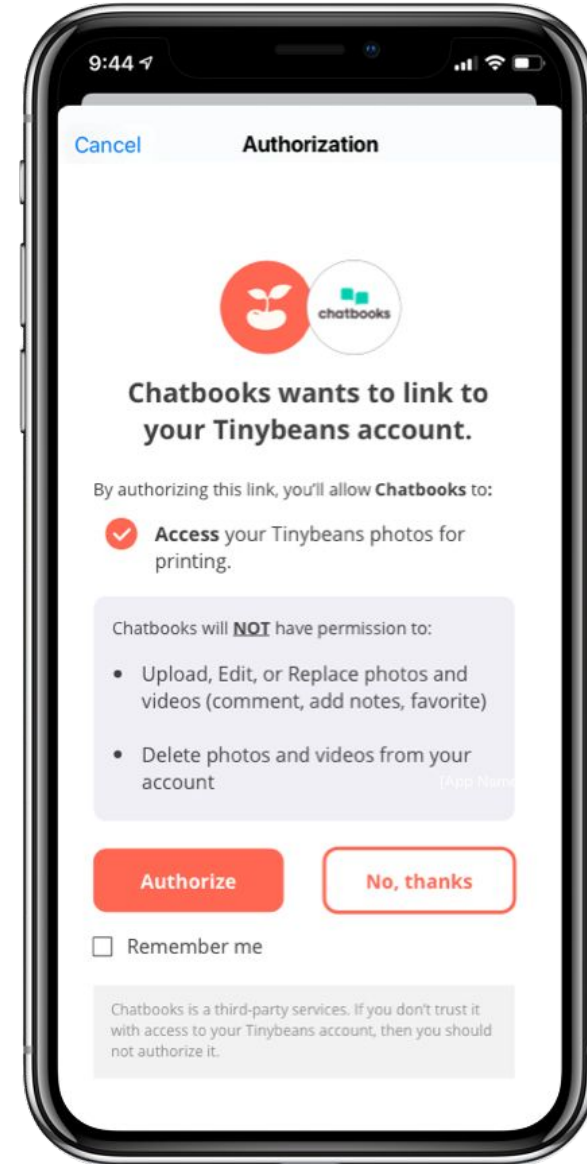 9:44
Cancel
Authorization
chatbooks
Chatbooks wants to link to
your Tinybeans account.
By authorizing this link, you'll allow Chatbooks to:
Access your Tinybeans photos for
printing.
Chatbooks will NOT have permission to:
• Upload, Edit, or Replace photos and
videos (comment, add notes, favorite)
• Delete photos and videos from your
account
[App Name
Authorize
No, thanks
Remember me
Chatbooks is a third-party services. If you don't trust it
with access to your Tinybeans account, then you should
not authorize it.